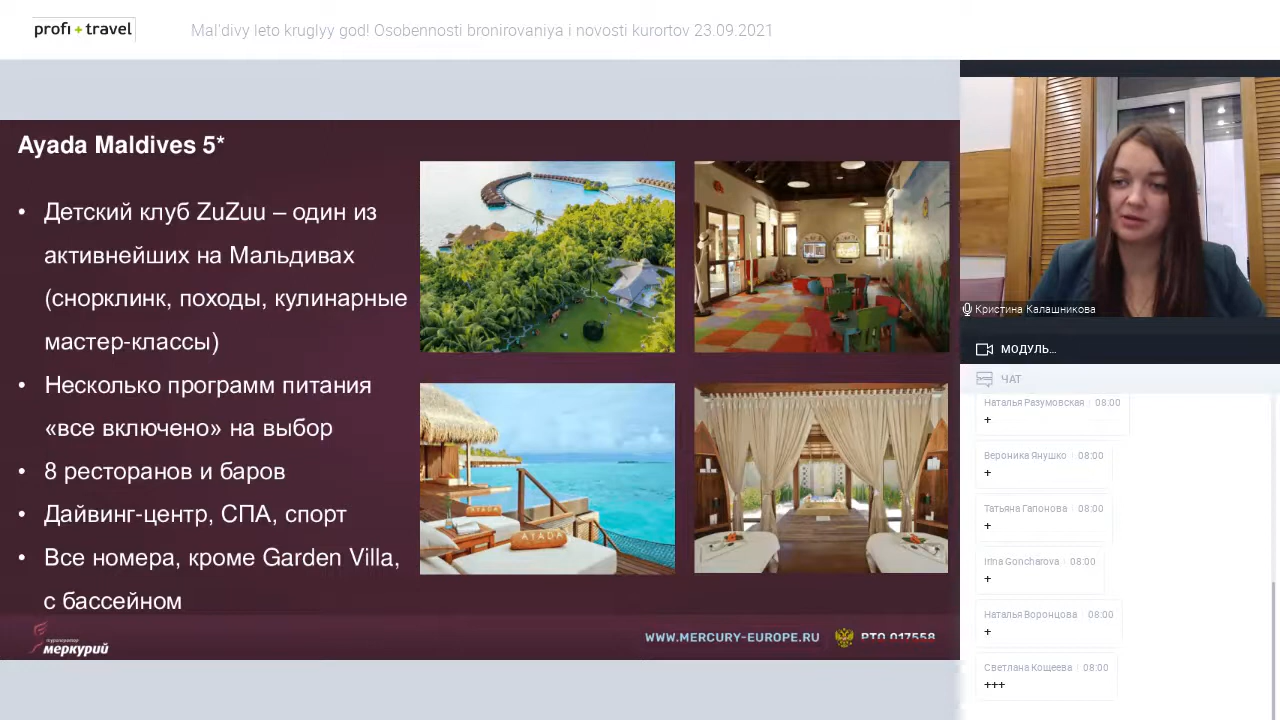 profi + travel
Mal'divy leto kruglyy god! Osobennosti bronirovaniya i novosti kurortov 23.09.2021
Ayada Maldives 5*
• Детский клуб ZuZuu – один из
активнейших на Мальдивах
(снорклинк, походы, кулинарные
мастер-классы)
• Несколько программ питания
«все включено» на выбор
• 8 ресторанов и баров
• Дайвинг-центр, СПА, спорт
• Все номера, кроме Garden Villa,
с бассейном
AYADA
AYADA
туроператор
меркурий
WWW.MERCURY-EUROPE.RU
РТО 017558
Кристина Калашникова
МОДУЛЬ...
ЧАТ
Наталья Разумовская 08:00
+
Вероника Янушко 08:00
+
Татьяна Гапонова 08:00
+
Irina Goncharova 08:00
+
Наталья Воронцова 08:00
+
Светлана Кощеева 08:00
+++